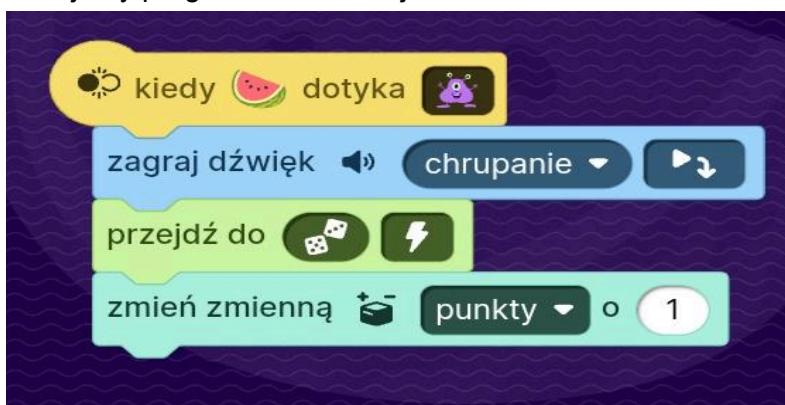 kiedy dotyka
zagraj dźwięk chrupanie
przejdź do
zmień zmienną punkty o 1